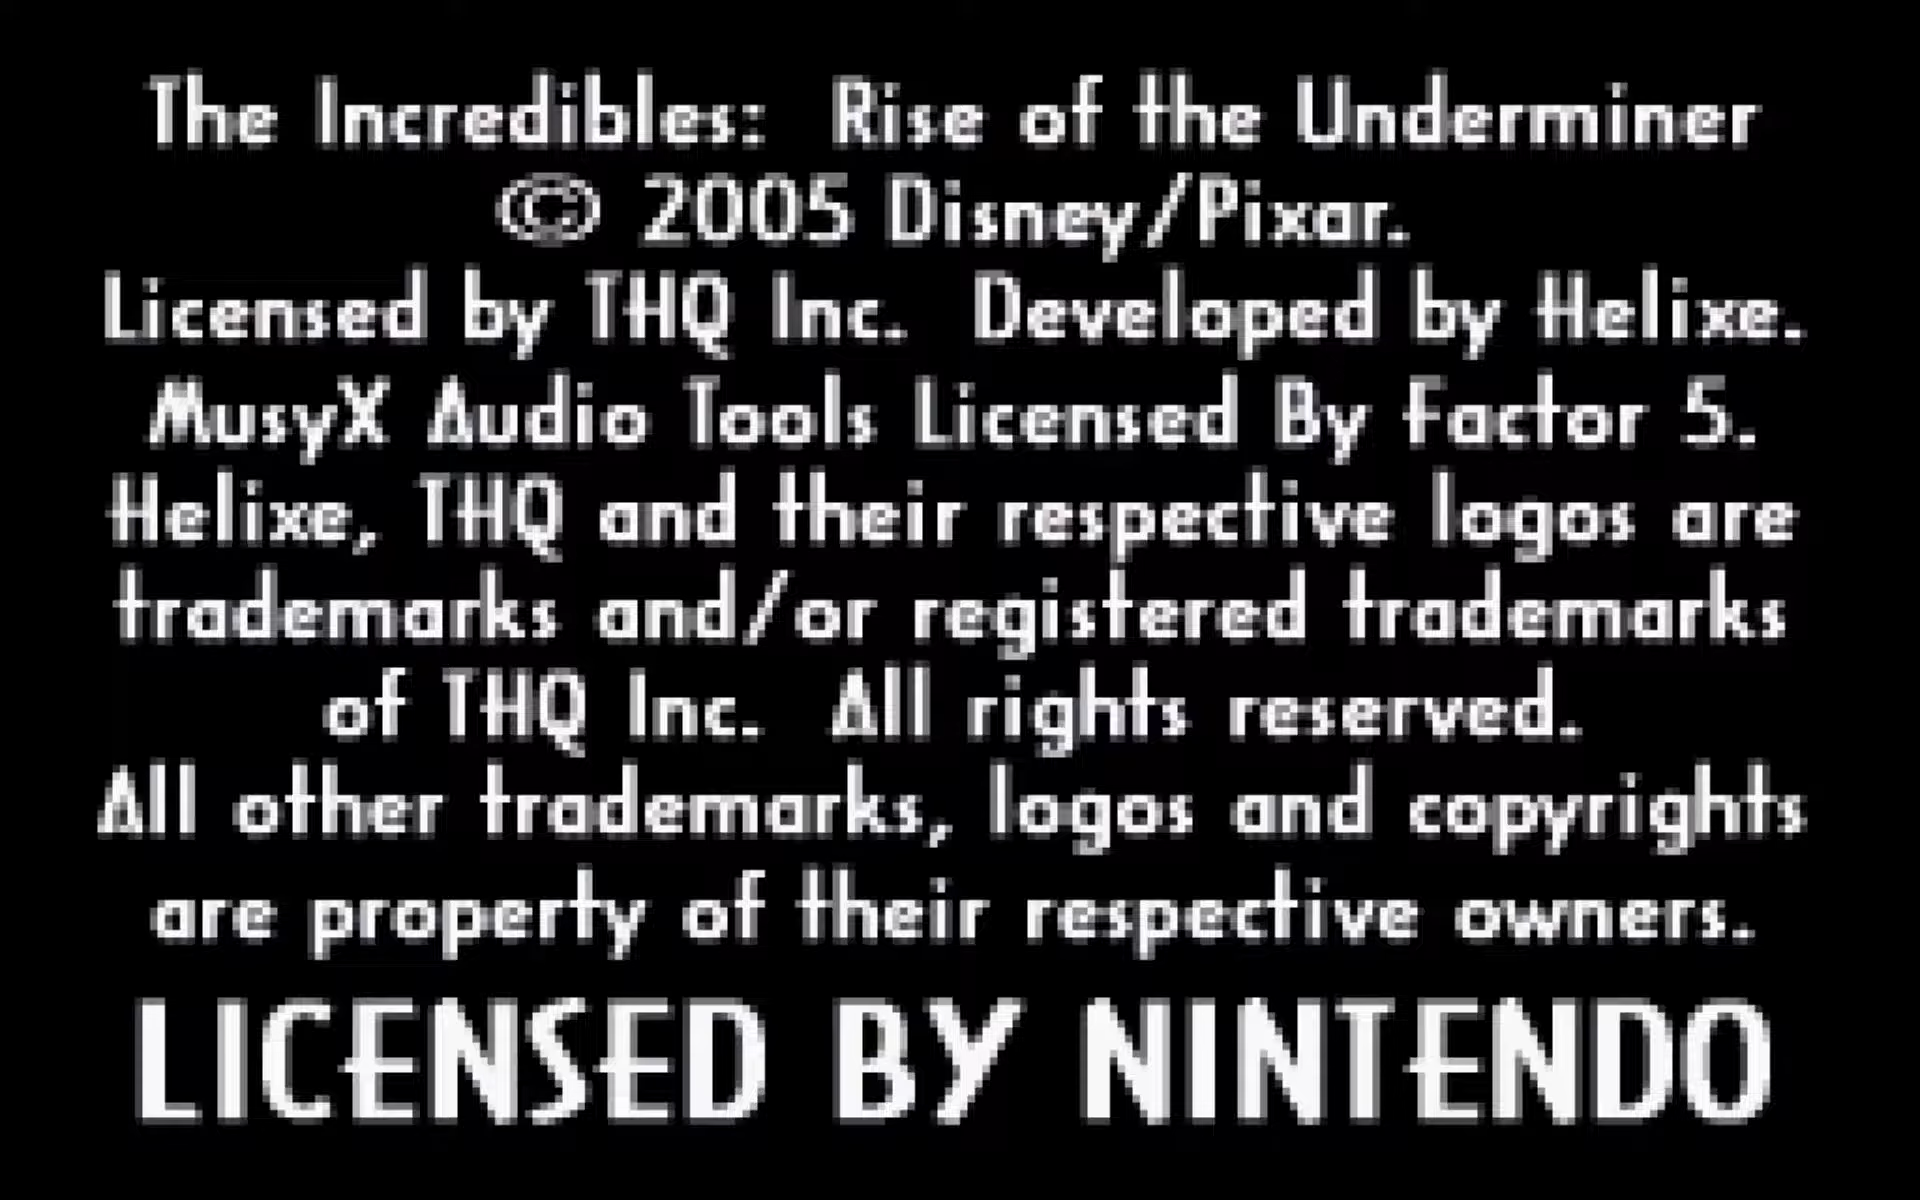 The Incredibles:  Rise of the Underminer
© 2005 Disney/Pixar.
Licensed by THQ Inc.  Developed by Helixe.
MusyX Audio Tools Licensed By Factor 5.
Helixe, THQ and their respective logos are
trademarks and/or registered trademarks
of THQ Inc.  All rights reserved.
All other trademarks, logos and copyrights
are property of their respective owners.
LICENSED BY NINTENDO